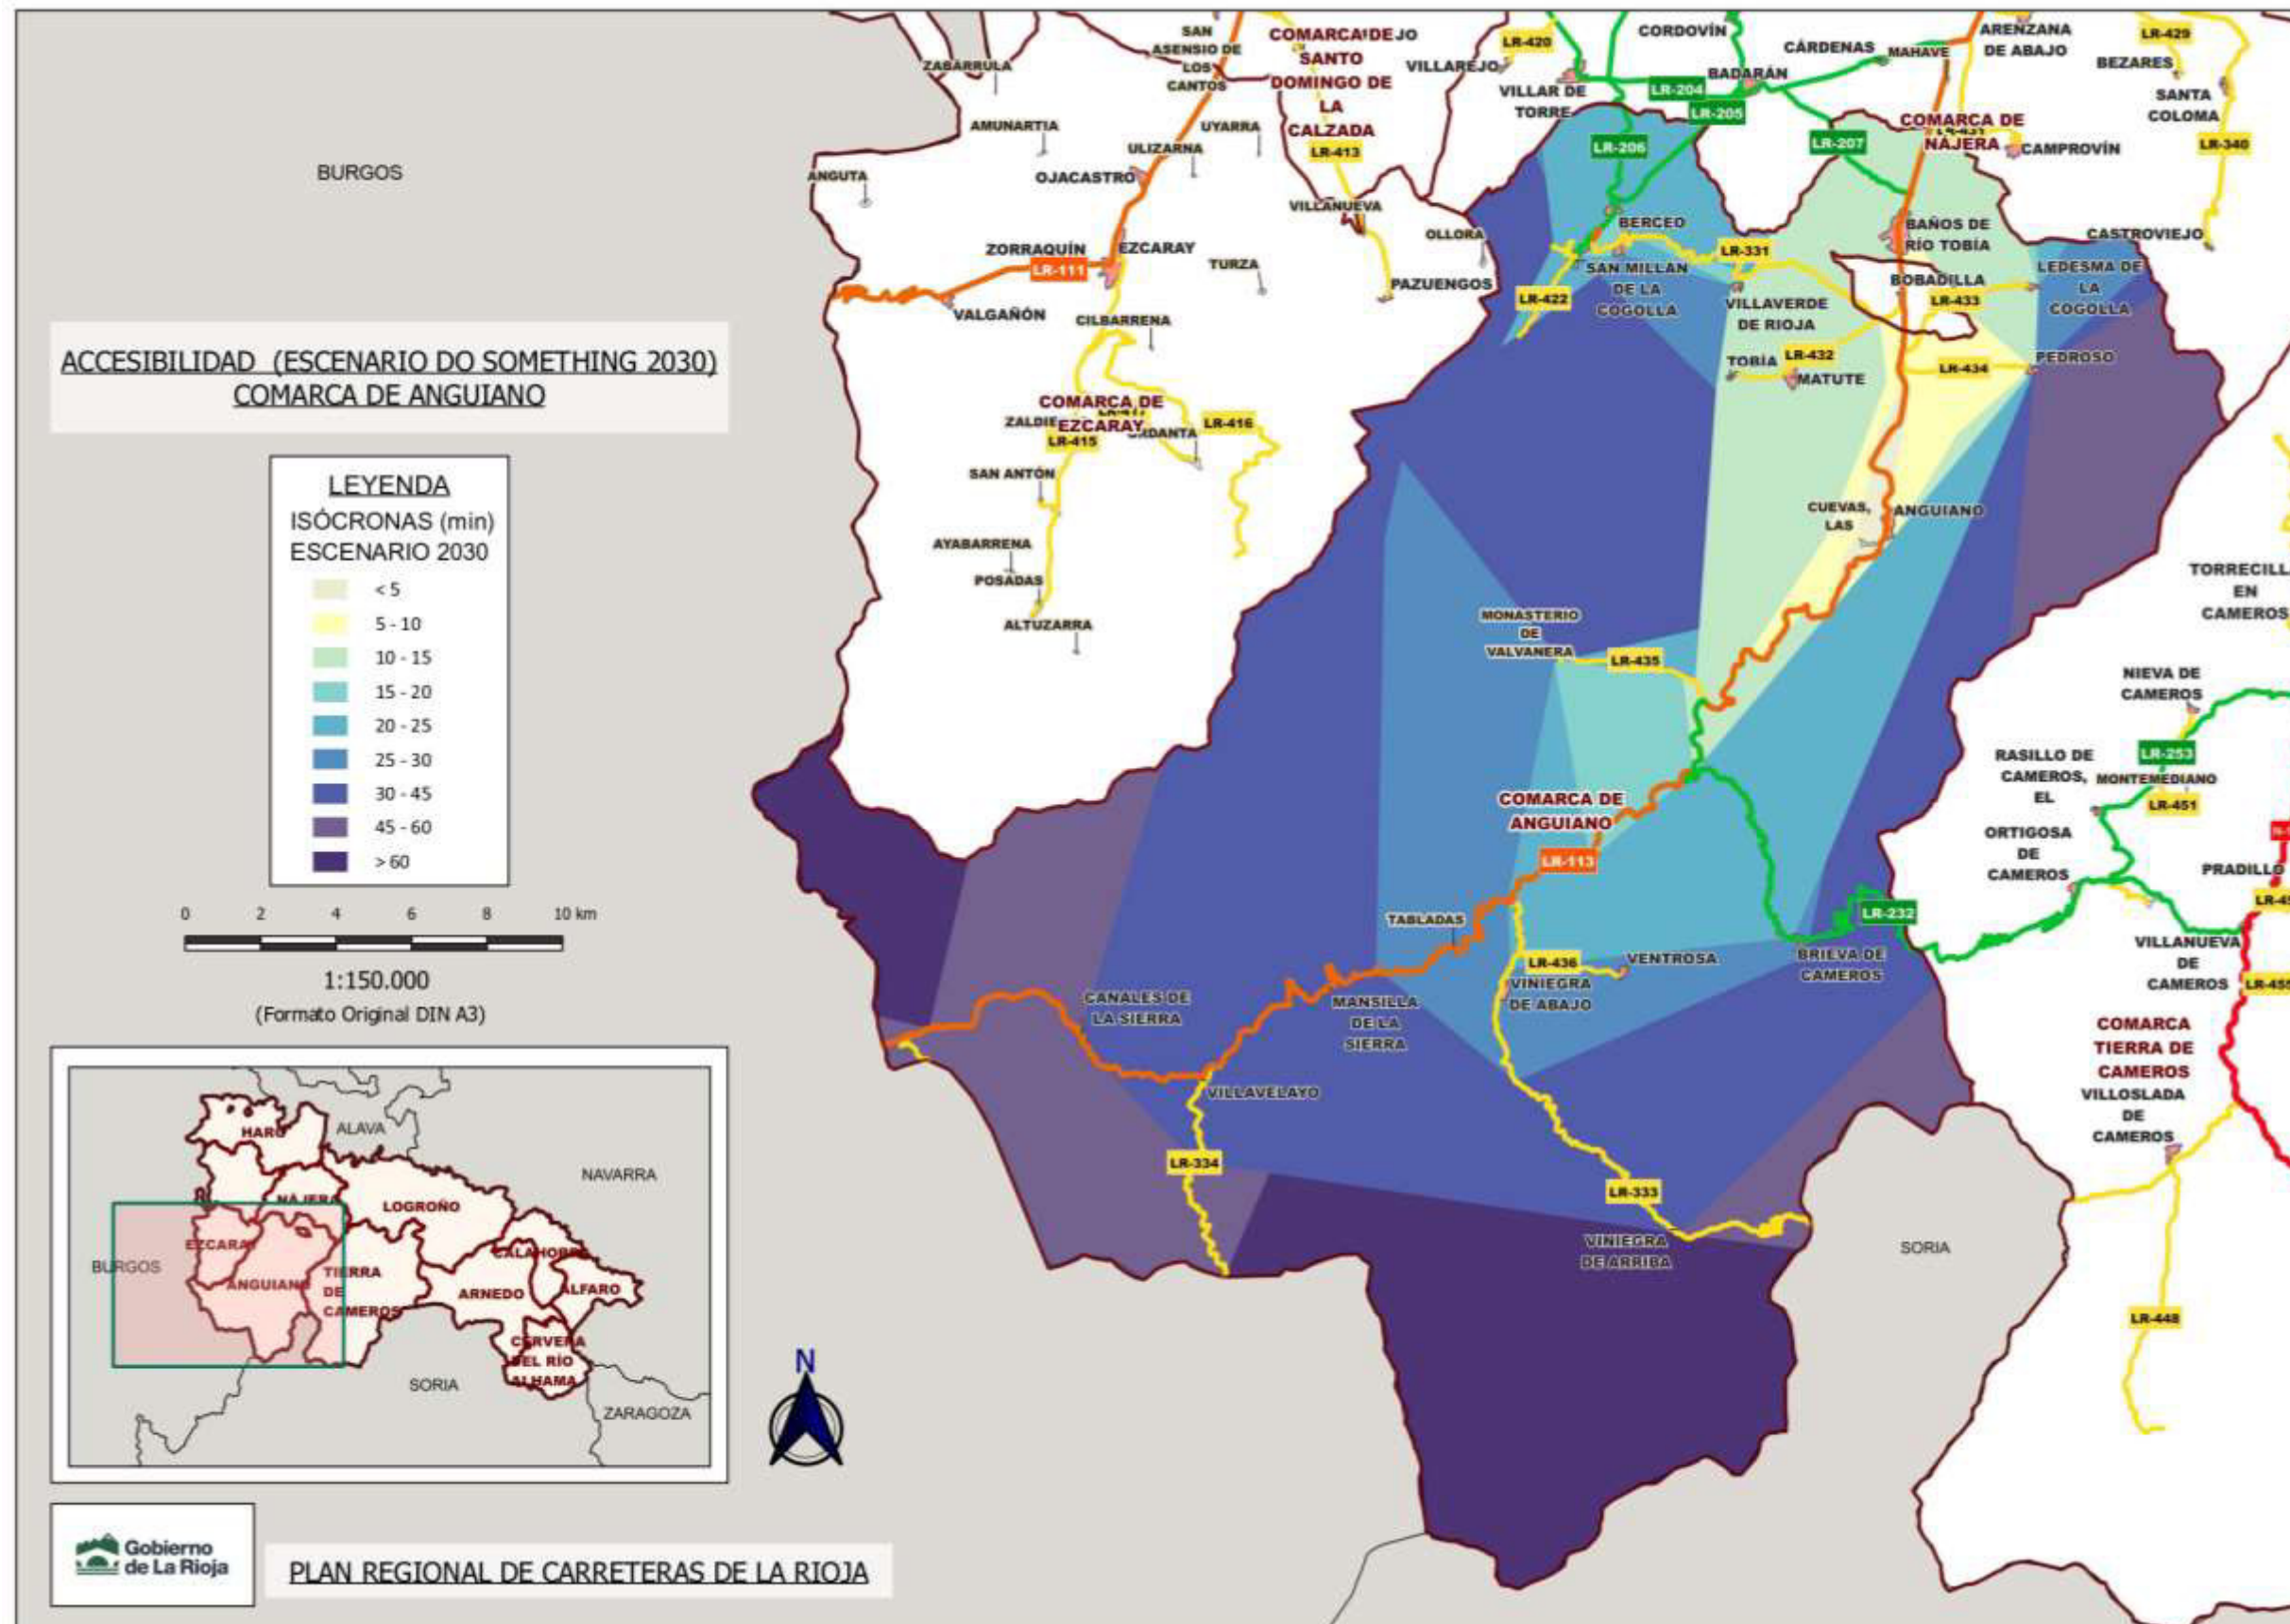 BURGOS
ACCESIBILIDAD (ESCENARIO DO SOMETHING 2030)
COMARCA DE ANGUIANO
LEYENDA
ISÓCRONAS (min)
ESCENARIO 2030
< 5
5 - 10
10 - 15
15 - 20
20 - 25
25 - 30
30 - 45
45 - 60
> 60
0 2 4 6 8 10 km
1:150.000
(Formato Original DIN A3)
HARO
ALAVA
NAVARRA
NÁJERA
LOGROÑO
EZCARAY
BURGOS
ANGUIANO
TIERRA
DE
CAMEROS
ARNEDO
ALFARO
CERVERA
DEL RÍO
ALHAMA
SORIA
ZARAGOZA
N
Gobierno
de La Rioja
PLAN REGIONAL DE CARRETERAS DE LA RIOJA
ZABÁRRULA
SAN
ASENSIO DE
LOS
CANTOS
AMUNARTIA
UYARRA
ULIZARNA
ANGUTA
OJACASTRO
ZORRAQUÍN
EZCARAY
LR-111
TURZA
VALGAÑÓN
CILBARRENA
COMARCA DE
EZCARAY
LR-415
LR-416
SAN ANTÓN
AYABARRENA
POSADAS
ALTUZARRA
COMARCA DE
SANTO
DOMINGO DE
LA
CALZADA
LR-413
VILLANUEVA
OLLORA
PAZUENGOS
VILLAREJO
LR-420
VILLAR DE
TORRE
CORDOVÍN
LR-204
BADARÁN
LR-205
CÁRDENAS
MAHAVE
ARENZANA
DE ABAJO
LR-429
BEZARES
SANTA
COLOMA
LR-340
LR-206
LR-207
COMARCA DE
NÁJERA
CAMPROVÍN
CASTROVIEJO
BERCEO
LR-331
BAÑOS DE
RÍO TOBÍA
SAN MILLÁN
DE LA
COGOLLA
LR-422
VILLAVERDE
DE RIOJA
BOBADILLA
LR-433
LEDESMA DE
LA
COGOLLA
TOBÍA
LR-432
MATUTE
LR-434
PEDROSO
CUEVAS,
LAS
ANGUIANO
MONASTERIO
DE
VALVANERA
LR-435
COMARCA DE
ANGUIANO
LR-113
TABLADAS
LR-436
VENTROSA
VINIEGRA
DE ABAJO
BRIEVA DE
CAMEROS
LR-232
CANALES DE
LA SIERRA
MANSILLA
DE LA
SIERRA
VILLAVELAYO
LR-334
LR-333
VINIEGRA
DE ARRIBA
SORIA
EN
CAMEROS
NIEVA DE
CAMEROS
RASILLO DE
CAMEROS,
EL
LR-253
MONTEMEDIANO
LR-451
ORTIGOSA
DE
CAMEROS
PRADILLO
VILLANUEVA
DE
CAMEROS
LR-455
COMARCA
TIERRA DE
CAMEROS
VILLOSLADA
DE
CAMEROS
LR-448